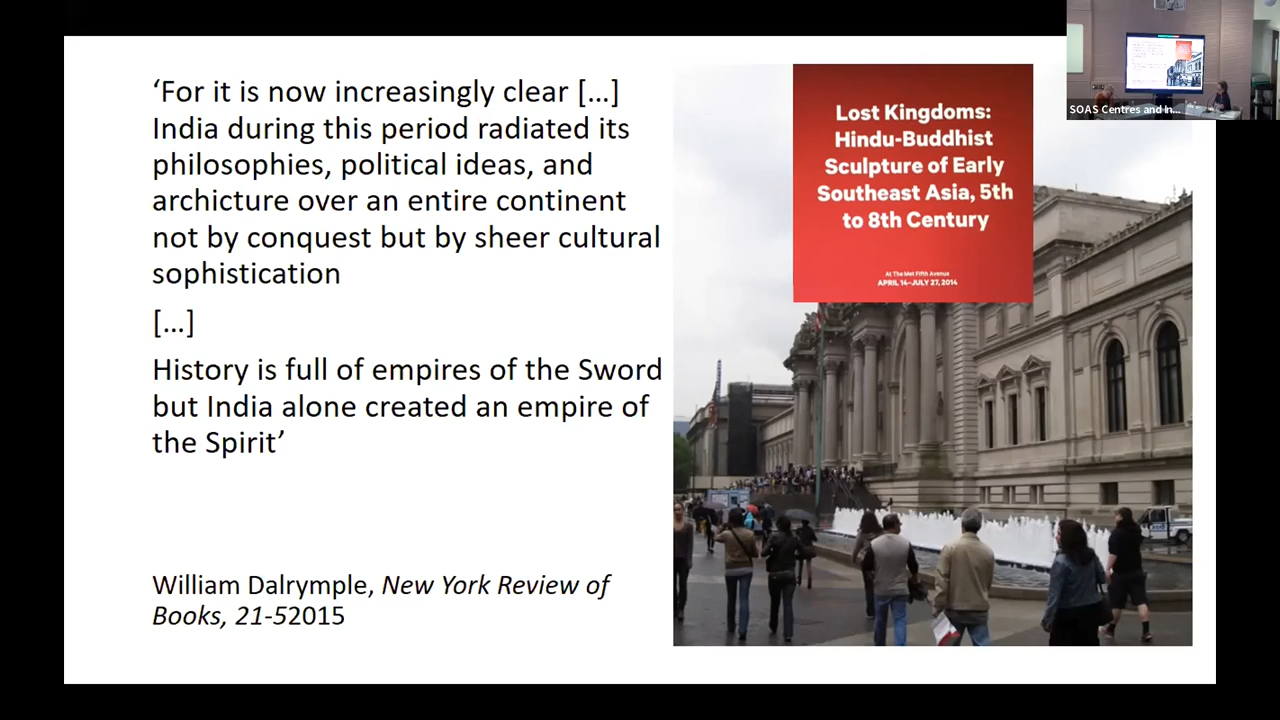 ‘For it is now increasingly clear […]
India during this period radiated its
philosophies, political ideas, and
archicture over an entire continent
not by conquest but by sheer cultural
sophistication
[…]
History is full of empires of the Sword
but India alone created an empire of
the Spirit’
William Dalrymple, New York Review of
Books, 21-52015
Lost Kingdoms:
Hindu-Buddhist
Sculpture of Early
Southeast Asia, 5th
to 8th Century
At The Met Fifth Avenue
APRIL 14–JULY 27, 2014
SOAS Centres and In...